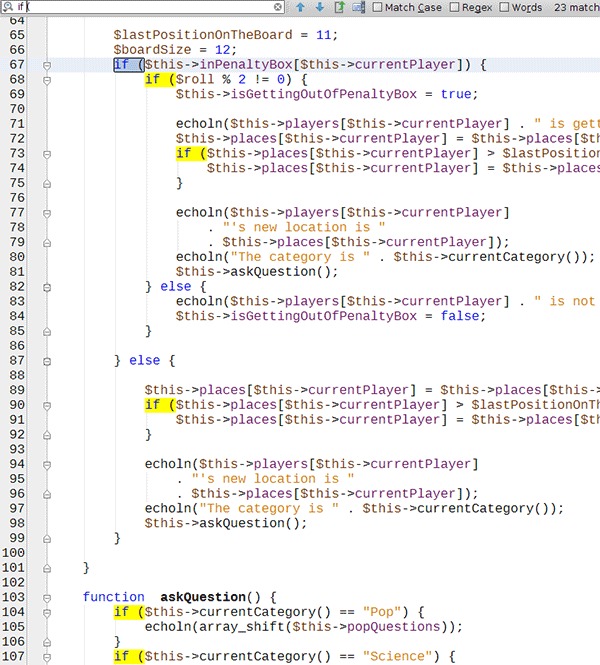 if (
Match Case
Regex
Words
23 match
64
65 $lastPositionOnTheBoard = 11;
66 $boardSize = 12;
67 if ($this->inPenaltyBox[$this->currentPlayer]) {
68 if ($roll % 2 != 0) {
69 $this->isGettingOutOfPenaltyBox = true;
70
71 echoln($this->players[$this->currentPlayer] . " is gett
72 $this->places[$this->currentPlayer] = $this->places[$th
73 if ($this->places[$this->currentPlayer] > $lastPosition
74 $this->places[$this->currentPlayer] = $this->places
75 }
76
77 echoln($this->players[$this->currentPlayer]
78 . "'s new location is "
79 . $this->places[$this->currentPlayer]);
80 echoln("The category is " . $this->currentCategory());
81 $this->askQuestion();
82 } else {
83 echoln($this->players[$this->currentPlayer] . " is not
84 $this->isGettingOutOfPenaltyBox = false;
85 }
86
87 } else {
88
89 $this->places[$this->currentPlayer] = $this->places[$this->
90 if ($this->places[$this->currentPlayer] > $lastPositionOnTh
91 $this->places[$this->currentPlayer] = $this->places[$th
92 }
93
94 echoln($this->players[$this->currentPlayer]
95 . "'s new location is "
96 . $this->places[$this->currentPlayer]);
97 echoln("The category is " . $this->currentCategory());
98 $this->askQuestion();
99 }
100
101 }
102
103 function askQuestion() {
104 if ($this->currentCategory() == "Pop") {
105 echoln(array_shift($this->popQuestions));
106 }
107 if ($this->currentCategory() == "Science") {